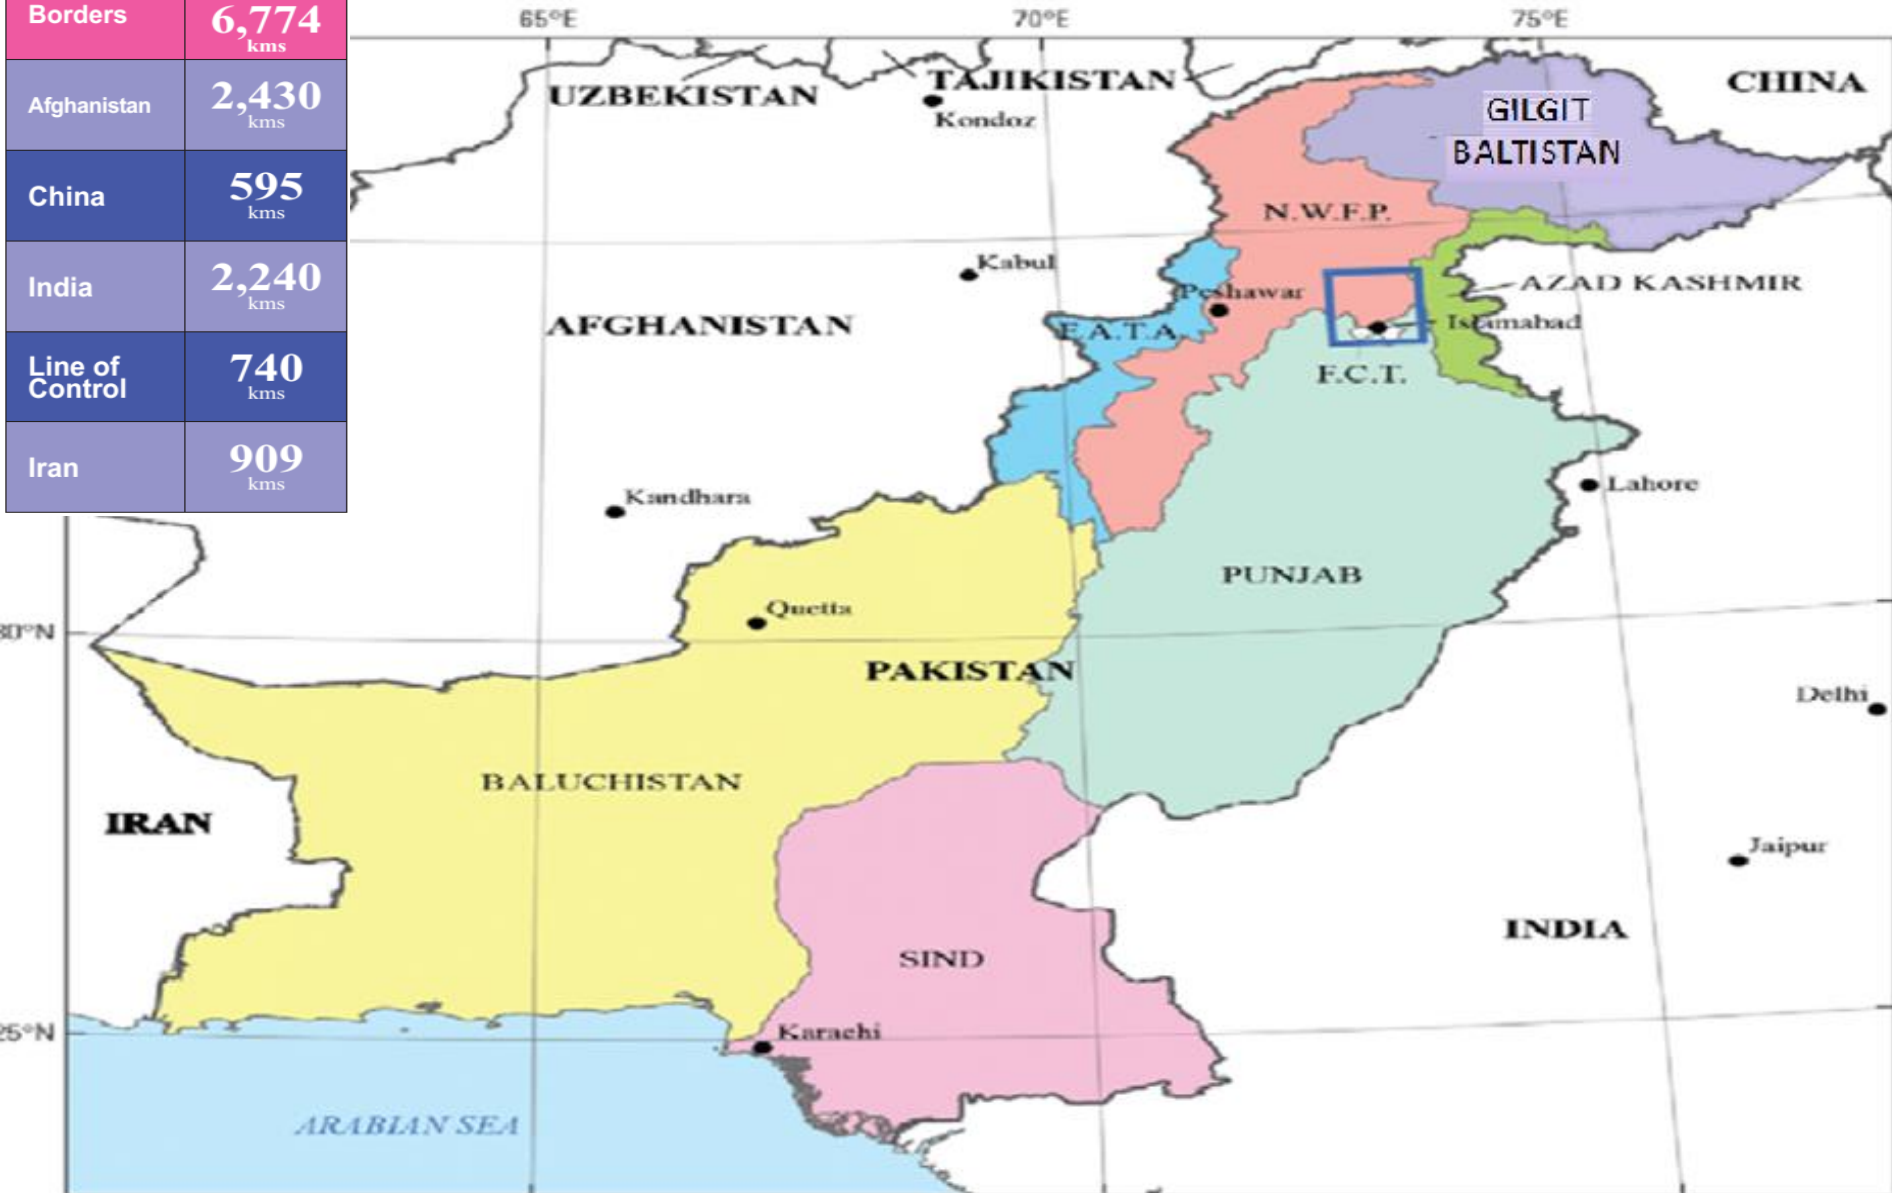 Borders
6,774
kms
Afghanistan
2,430
kms
China
595
kms
India
2,240
kms
Line of
Control
740
kms
Iran
909
kms
65°E
70°E
75°E
UZBEKISTAN
TAJIKISTAN
CHINA
Kondoz
GILGIT
BALTISTAN
N.W.F.P.
Kabul
AZAD KASHMIR
Peshawar
AFGHANISTAN
F.A.T.A.
Islamabad
F.C.T.
Kandhara
Lahore
PUNJAB
Quetta
30°N
PAKISTAN
Delhi
BALUCHISTAN
IRAN
Jaipur
INDIA
SIND
25°N
Karachi
ARABIAN SEA